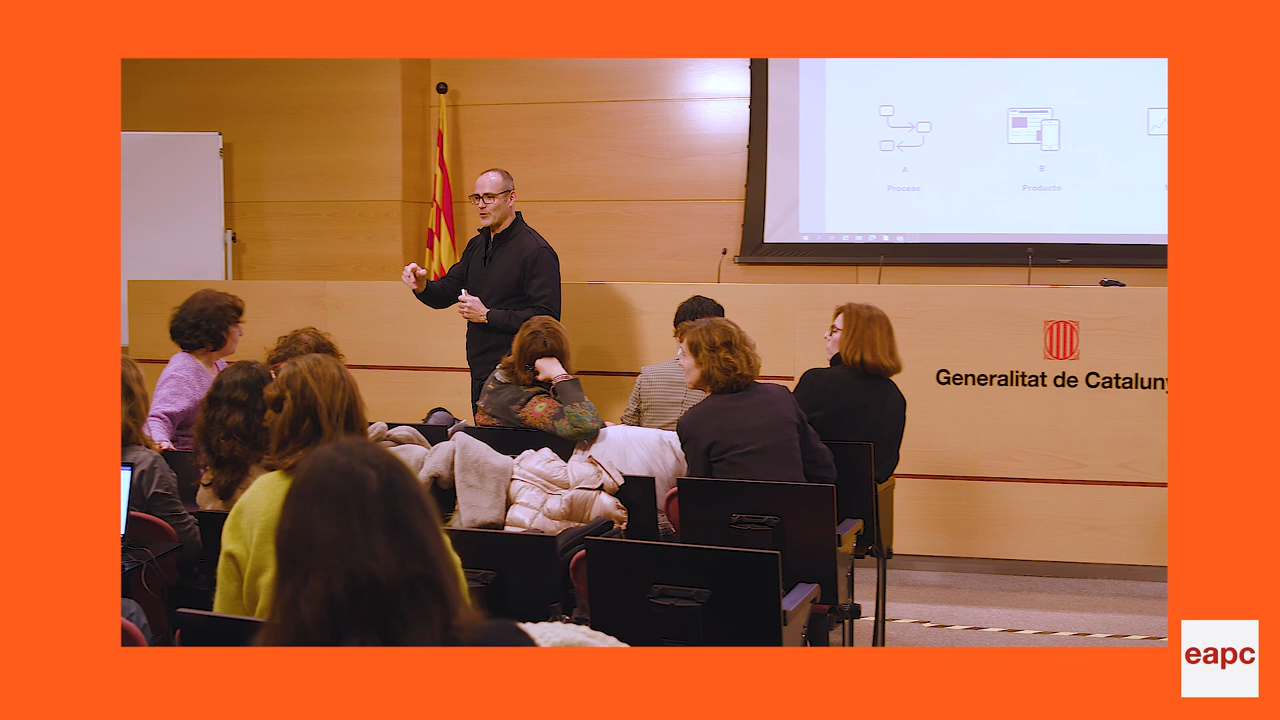 A
B
Proceso
Producto
Generalitat de Cataluny
eapc